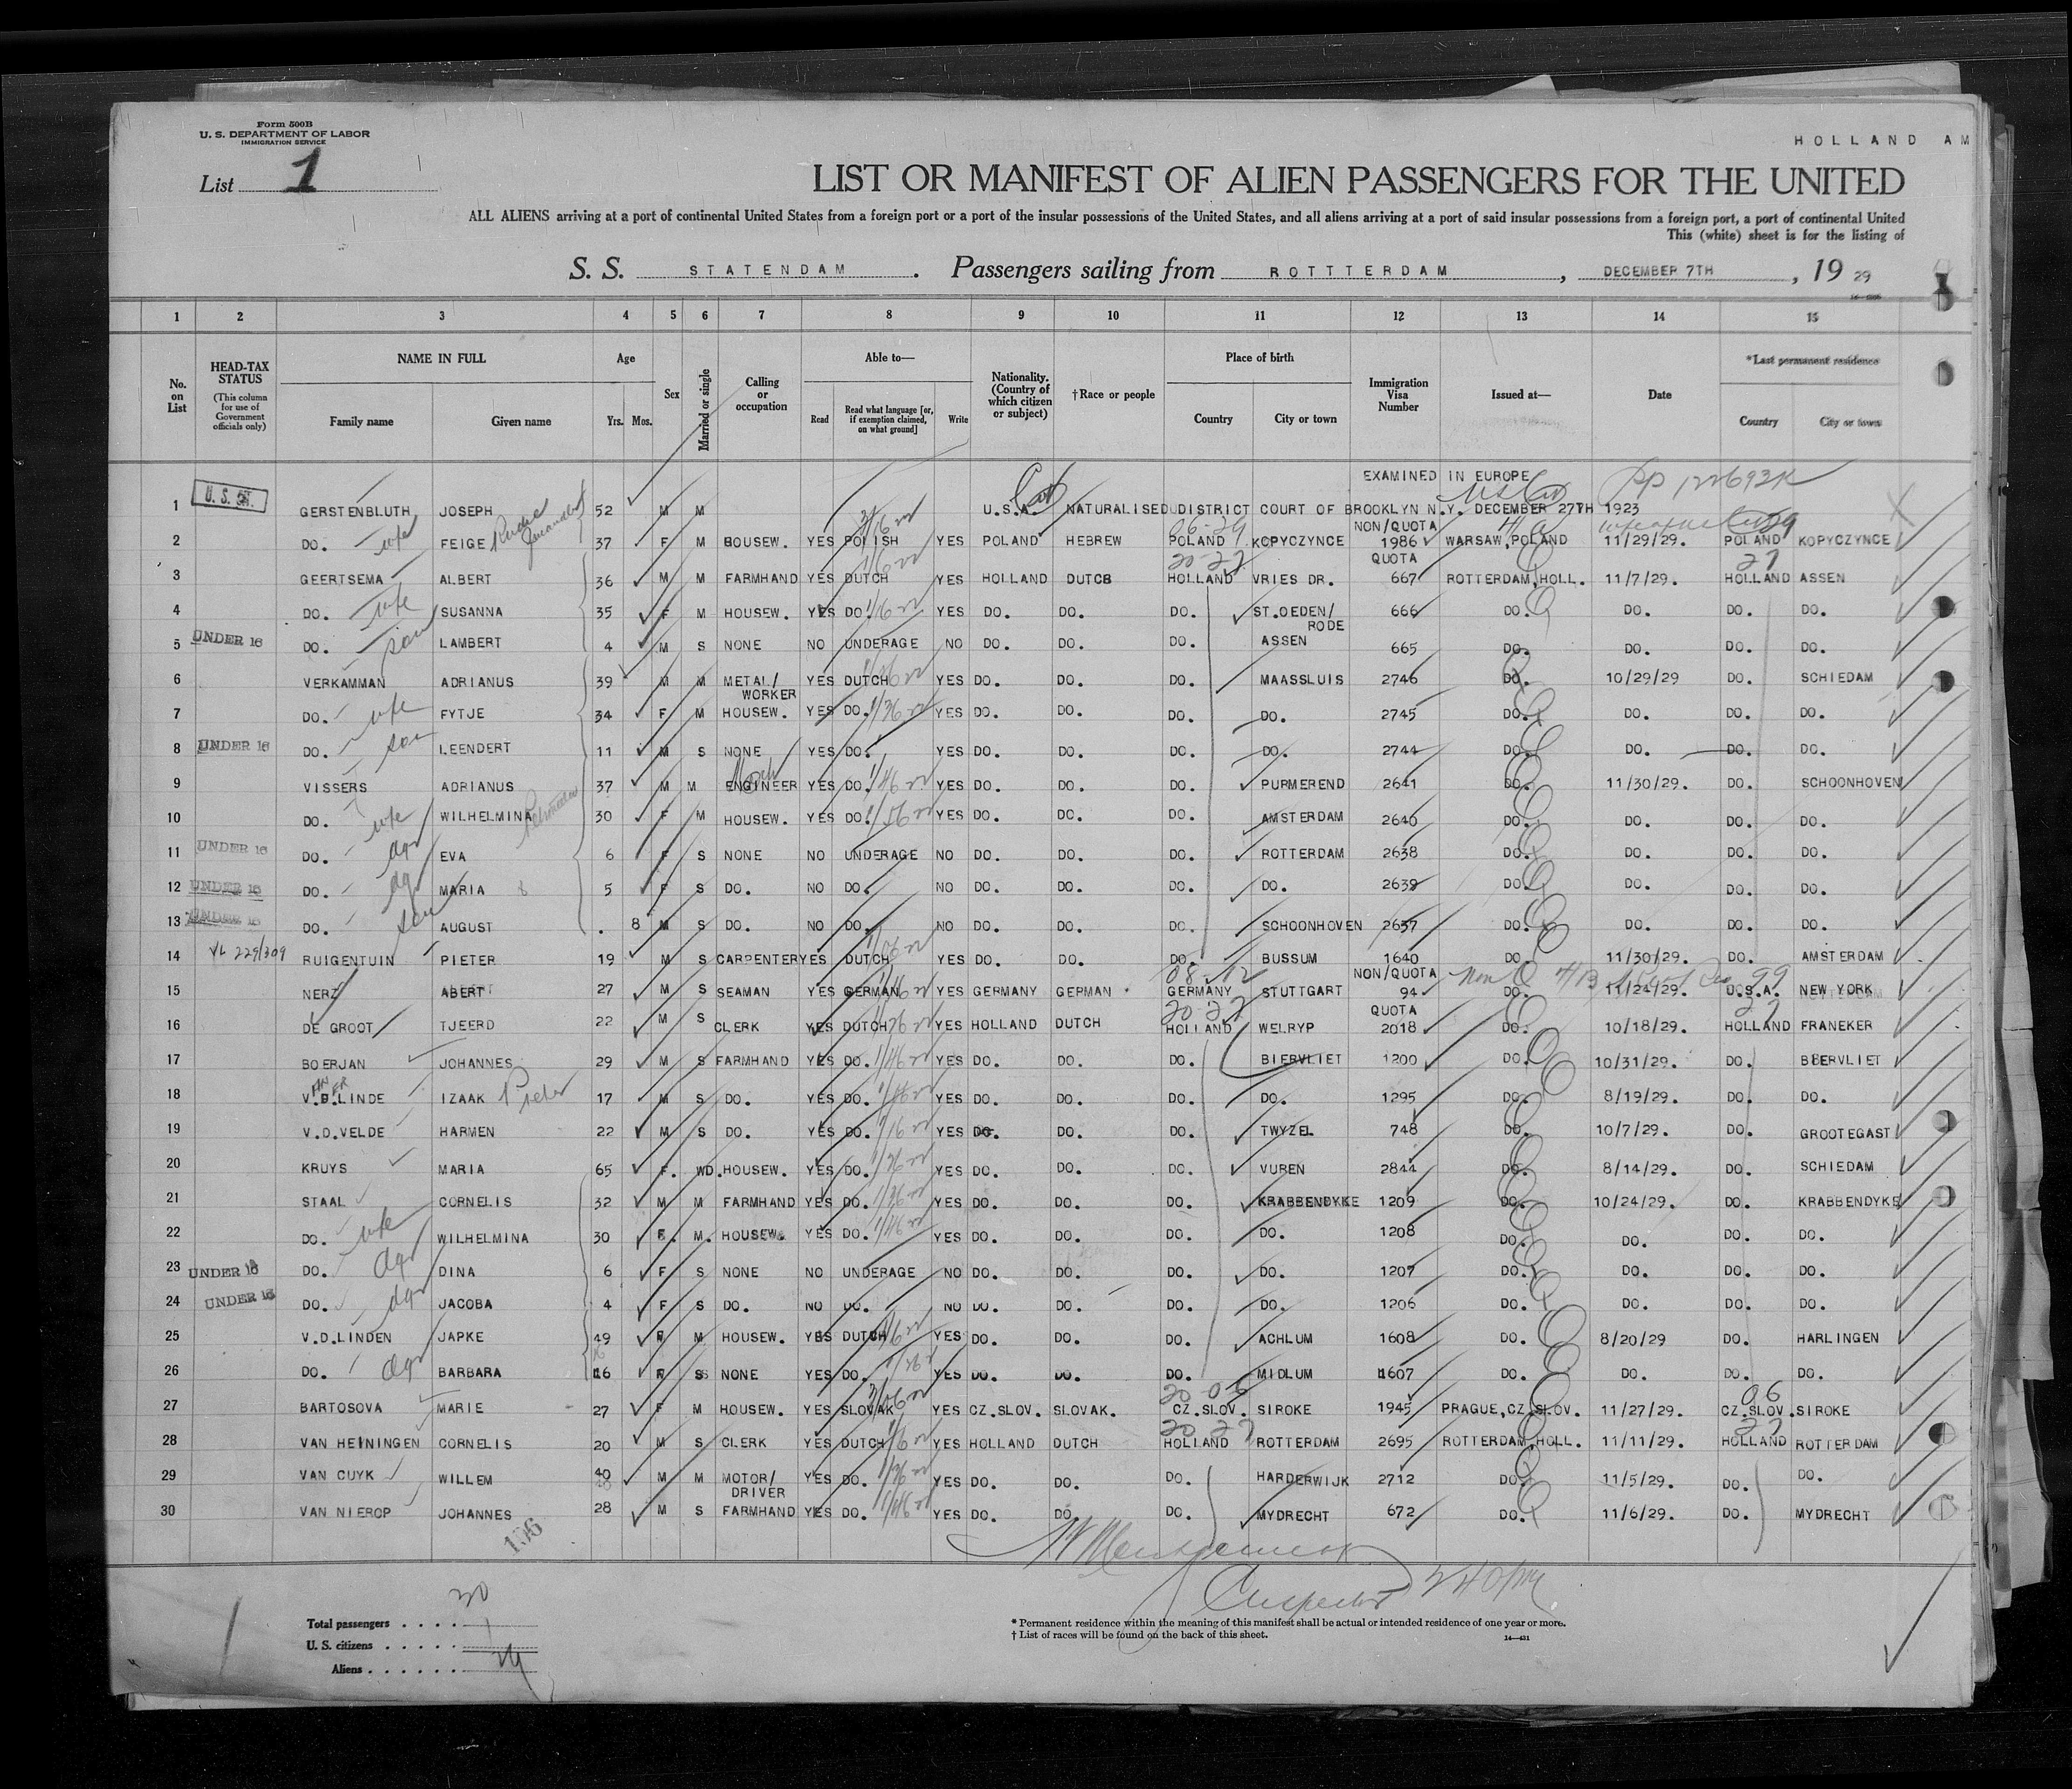 Form 500B
U. S. DEPARTMENT OF LABOR
IMMIGRATION SERVICE
HOLLAND AM
List 1
LIST OR MANIFEST OF ALIEN PASSENGERS FOR THE UNITED
ALL ALIENS arriving at a port of continental United States from a foreign port or a port of the insular possessions of the United States, and all aliens arriving at a port of said insular possessions from a foreign port, a port of continental United
This (white) sheet is for the listing of
S. S. STATENDAM . Passengers sailing from ROTTTERDAM , DECEMBER 7TH , 19 29
1 2 3 4 5 6 7 8 9 10 11 12 13 14 15
No. on List HEAD-TAX STATUS (This column for use of Government officials only) NAME IN FULL Family name Given name Age Yrs. Mos. Sex Married or single Calling or occupation Able to— Read Read what language [or, if exemption claimed, on what ground] Write Nationality. (Country of which citizen or subject) †Race or people Place of birth Country City or town Immigration Visa Number Issued at— Date *Last permanent residence Country City or town
EXAMINED IN EUROPE
1 U.S. GERSTENBLUTH JOSEPH 52 M M U.S.A. NATURALISED DISTRICT COURT OF BROOKLYN N.Y. DECEMBER 27TH 1923
NON/QUOTA
2 DO. wife FEIGE 37 F M HOUSEW. YES POLISH YES POLAND HEBREW POLAND KOPYCZYNCE 1986 WARSAW,POLAND 11/29/29. POLAND KOPYCZYNCE
QUOTA
3 GEERTSEMA ALBERT 36 M M FARMHAND YES DUTCH YES HOLLAND DUTCH HOLLAND VRIES DR. 667 ROTTERDAM,HOLL. 11/7/29. HOLLAND ASSEN
4 DO. wife SUSANNA 35 F M HOUSEW. YES DO. YES DO. DO. DO. ST.OEDEN/RODE 666 DO. DO. DO. DO.
5 UNDER 16 DO. son LAMBERT 4 M S NONE NO UNDERAGE NO DO. DO. DO. ASSEN 665 DO. DO. DO. DO.
6 VERKAMMAN ADRIANUS 39 M M METAL/WORKER YES DUTCH YES DO. DO. DO. MAASSLUIS 2746 DO. 10/29/29 DO. SCHIEDAM
7 DO. wife FYTJE 34 F M HOUSEW. YES DO. YES DO. DO. DO. DO. 2745 DO. DO. DO. DO.
8 UNDER 16 DO. son LEENDERT 11 M S NONE YES DO. YES DO. DO. DO. DO. 2744 DO. DO. DO. DO.
9 VISSERS ADRIANUS 37 M M ENGINEER YES DO. YES DO. DO. DO. PURMEREND 2641 DO. 11/30/29. DO. SCHOONHOVEN
10 DO. wife WILHELMINA 30 F M HOUSEW. YES DO. YES DO. DO. DO. AMSTERDAM 2640 DO. DO. DO. DO.
11 UNDER 16 DO. dgr EVA 6 F S NONE NO UNDERAGE NO DO. DO. DO. ROTTERDAM 2638 DO. DO. DO. DO.
12 UNDER 16 DO. dgr MARIA 5 F S DO. NO DO. NO DO. DO. DO. DO. 2639 DO. DO. DO. DO.
13 UNDER 16 DO. son AUGUST . 8 M S DO. NO DO. NO DO. DO. DO. SCHOONHOVEN 2637 DO. DO. DO. DO.
14 RUIGENTUIN PIETER 19 M S CARPENTER YES DUTCH YES DO. DO. DO. BUSSUM 1640 DO. 11/30/29. DO. AMSTERDAM
NON/QUOTA
15 NERZ ABERT 27 M S SEAMAN YES GERMAN YES GERMANY GERMAN GERMANY STUTTGART 94 DO. 11/24/29. U.S.A. NEW YORK
QUOTA
16 DE GROOT TJEERD 22 M S CLERK YES DUTCH YES HOLLAND DUTCH HOLLAND WELRYP 2018 DO. 10/18/29. HOLLAND FRANEKER
17 BOERJAN JOHANNES 29 M S FARMHAND YES DO. YES DO. DO. DO. BIERVLIET 1200 DO. 10/31/29. DO. BIERVLIET
18 V.D.LINDE IZAAK Pieter 17 M S DO. YES DO. YES DO. DO. DO. DO. 1295 DO. 8/19/29. DO. DO.
19 V.D.VELDE HARMEN 22 M S DO. YES DO. YES DO. DO. DO. TWYZEL 748 DO. 10/7/29. DO. GROOTEGAST
20 KRUYS MARIA 65 F. WD. HOUSEW. YES DO. YES DO. DO. DO. VUREN 2844 DO. 8/14/29. DO. SCHIEDAM
21 STAAL CORNELIS 32 M M FARMHAND YES DO. YES DO. DO. DO. KRABBENDYKE 1209 DO. 10/24/29. DO. KRABBENDYKE
22 DO. wife WILHELMINA 30 F. M. HOUSEW. YES DO. YES DO. DO. DO. DO. 1208 DO. DO. DO. DO.
23 UNDER 16 DO. dgr DINA 6 F S NONE NO UNDERAGE NO DO. DO. DO. DO. 1207 DO. DO. DO. DO.
24 UNDER 16 DO. dgr JACOBA 4 F S DO. NO DO. NO DO. DO. DO. DO. 1206 DO. DO. DO. DO.
25 V.D.LINDEN JAPKE 49 F M HOUSEW. YES DUTCH YES DO. DO. DO. ACHLUM 1608 DO. 8/20/29 DO. HARLINGEN
26 DO. dgr BARBARA 16 F S NONE YES DO. YES DO. DO. DO. MIDLUM 1607 DO. DO. DO. DO.
27 BARTOSOVA MARIE 27 F M HOUSEW. YES SLOVAK YES CZ.SLOV. SLOVAK. CZ.SLOV. SIROKE 1945 PRAGUE,CZ.SLOV. 11/27/29. CZ.SLOV. SIROKE
28 VAN HEININGEN CORNELIS 20 M S CLERK YES DUTCH YES HOLLAND DUTCH HOLLAND ROTTERDAM 2695 ROTTERDAM,HOLL. 11/11/29. HOLLAND ROTTERDAM
29 VAN CUYK WILLEM 40 M M MOTOR/DRIVER YES DO. YES DO. DO. DO. HARDERWIJK 2712 DO. 11/5/29. DO. DO.
30 VAN NIEROP JOHANNES 28 M S FARMHAND YES DO. YES DO. DO. DO. MYDRECHT 672 DO. 11/6/29. DO. MYDRECHT
Inspector 240pm
Total passengers . . . . 30
U. S. citizens . . . . . 1
Aliens . . . . . .
* Permanent residence within the meaning of this manifest shall be actual or intended residence of one year or more.
† List of races will be found on the back of this sheet.